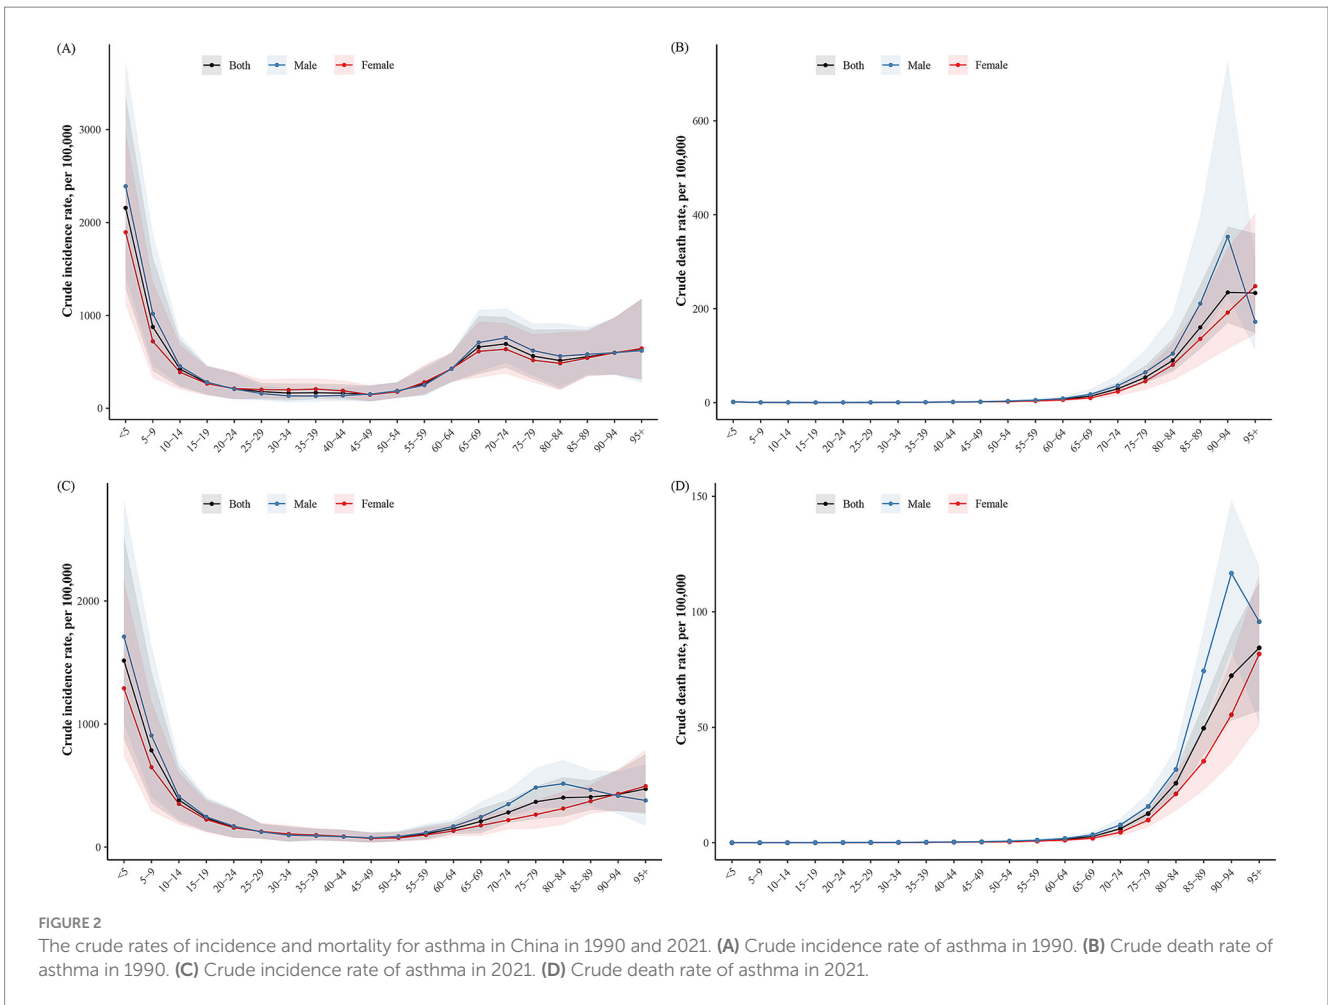 (A)
Both Male Female
Crude incidence rate, per 100,000
3000
2000
1000
0
<5 5–9 10–14 15–19 20–24 25–29 30–34 35–39 40–44 45–49 50–54 55–59 60–64 65–69 70–74 75–79 80–84 85–89 90–94 95+
(B)
Both Male Female
Crude death rate, per 100,000
600
400
200
0
<5 5–9 10–14 15–19 20–24 25–29 30–34 35–39 40–44 45–49 50–54 55–59 60–64 65–69 70–74 75–79 80–84 85–89 90–94 95+
(C)
Both Male Female
Crude incidence rate, per 100,000
2000
1000
0
<5 5–9 10–14 15–19 20–24 25–29 30–34 35–39 40–44 45–49 50–54 55–59 60–64 65–69 70–74 75–79 80–84 85–89 90–94 95+
(D)
Both Male Female
Crude death rate, per 100,000
150
100
50
0
<5 5–9 10–14 15–19 20–24 25–29 30–34 35–39 40–44 45–49 50–54 55–59 60–64 65–69 70–74 75–79 80–84 85–89 90–94 95+
FIGURE 2
The crude rates of incidence and mortality for asthma in China in 1990 and 2021. (A) Crude incidence rate of asthma in 1990. (B) Crude death rate of
asthma in 1990. (C) Crude incidence rate of asthma in 2021. (D) Crude death rate of asthma in 2021.